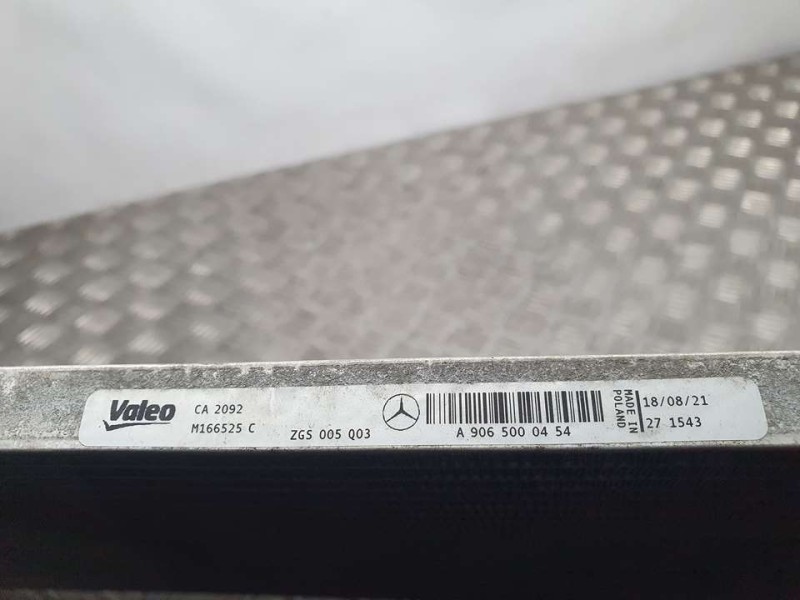 Valeo CA 2092
M166525 C ZGS 005 Q03
A 906 500 04 54
MADE IN
POLAND
18/08/21
27 1543